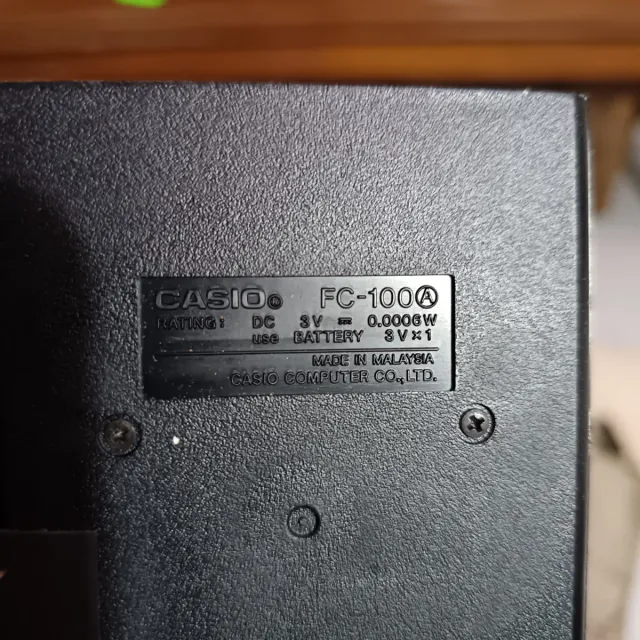 CASIO® FC-100Ⓐ
RATING: DC 3V ⎓ 0.0006W
use BATTERY 3V×1
MADE IN MALAYSIA
CASIO COMPUTER CO., LTD.